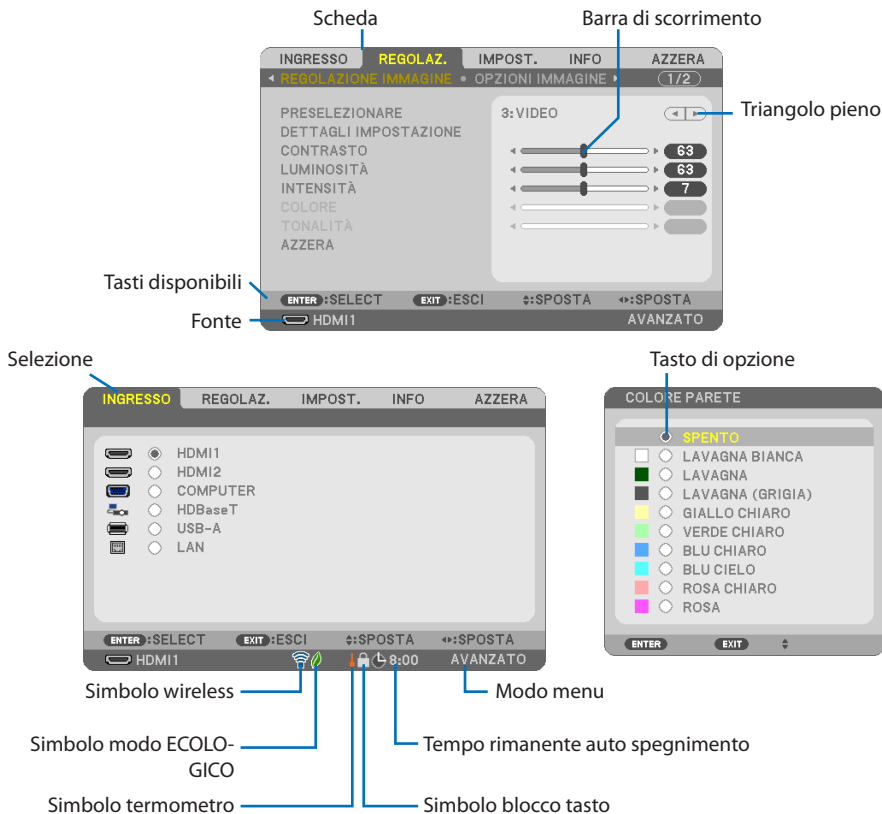 Scheda
Barra di scorrimento
INGRESSO REGOLAZ. IMPOST. INFO AZZERA
REGOLAZIONE IMMAGINE • OPZIONI IMMAGINE 1/2
PRESELEZIONARE 3:VIDEO
Triangolo pieno
DETTAGLI IMPOSTAZIONE
CONTRASTO 63
LUMINOSITÀ 63
INTENSITÀ 7
COLORE
TONALITÀ
AZZERA
Tasti disponibili
ENTER:SELECT EXIT:ESCI :SPOSTA :SPOSTA
Fonte
HDMI1 AVANZATO
Selezione
Tasto di opzione
INGRESSO REGOLAZ. IMPOST. INFO AZZERA
HDMI1
HDMI2
COMPUTER
HDBaseT
USB-A
LAN
ENTER:SELECT EXIT:ESCI :SPOSTA :SPOSTA
HDMI1 8:00 AVANZATO
COLORE PARETE
SPENTO
LAVAGNA BIANCA
LAVAGNA
LAVAGNA (GRIGIA)
GIALLO CHIARO
VERDE CHIARO
BLU CHIARO
BLU CIELO
ROSA CHIARO
ROSA
ENTER EXIT
Simbolo wireless
Modo menu
Simbolo modo ECOLO-
GICO
Tempo rimanente auto spegnimento
Simbolo termometro
Simbolo blocco tasto